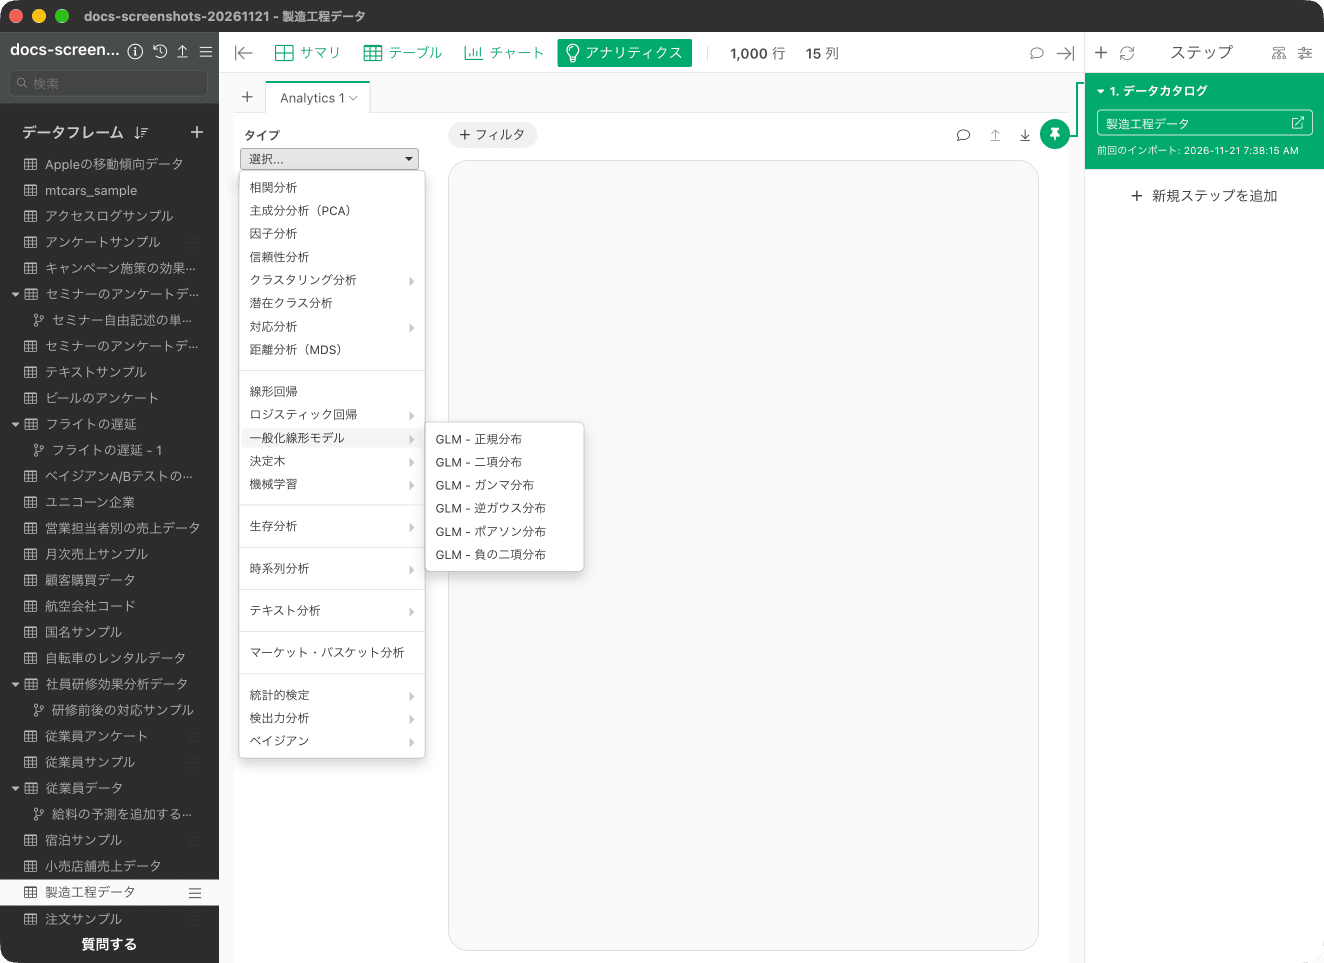 docs-screenshots-20261121 - 製造工程データ
docs-screen...
検索
データフレーム
Appleの移動傾向データ
mtcars_sample
アクセスログサンプル
アンケートサンプル
キャンペーン施策の効果…
セミナーのアンケートデ…
セミナー自由記述の単…
セミナーのアンケートデ…
テキストサンプル
ビールのアンケート
フライトの遅延
フライトの遅延 - 1
ベイジアンA/Bテストの…
ユニコーン企業
営業担当者別の売上データ
月次売上サンプル
顧客購買データ
航空会社コード
国名サンプル
自転車のレンタルデータ
社員研修効果分析データ
研修前後の対応サンプル
従業員アンケート
従業員サンプル
従業員データ
給料の予測を追加する…
宿泊サンプル
小売店舗売上データ
製造工程データ
注文サンプル
質問する
サマリ
テーブル
チャート
アナリティクス
1,000 行
15 列
Analytics 1
タイプ
選択...
フィルタ
相関分析
主成分分析（PCA）
因子分析
信頼性分析
クラスタリング分析
潜在クラス分析
対応分析
距離分析（MDS）
線形回帰
ロジスティック回帰
一般化線形モデル
決定木
機械学習
生存分析
時系列分析
テキスト分析
マーケット・バスケット分析
統計的検定
検出力分析
ベイジアン
GLM - 正規分布
GLM - 二項分布
GLM - ガンマ分布
GLM - 逆ガウス分布
GLM - ポアソン分布
GLM - 負の二項分布
ステップ
1. データカタログ
製造工程データ
前回のインポート: 2026-11-21 7:38:15 AM
新規ステップを追加